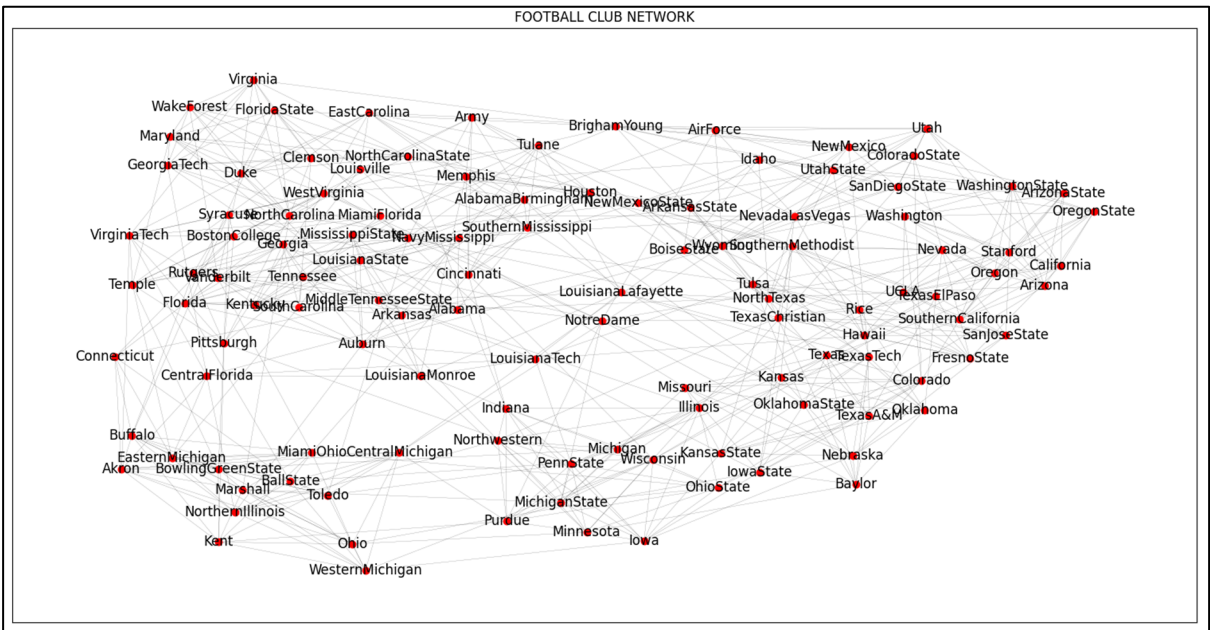 FOOTBALL CLUB NETWORK
Virginia
WakeForest
FloridaState
EastCarolina
Army
BrighamYoung
AirForce
Utah
Maryland
Tulane
NewMexico
ColoradoState
GeorgiaTech
Duke
Clemson
NorthCarolinaState
Louisville
Memphis
Idaho
UtahState
WestVirginia
AlabamaBirmingham
Houston
NewMexicoState
ArkansasState
SanDiegoState
WashingtonState
ArizonaState
OregonState
Syracuse
NorthCarolina
MiamiFlorida
SouthernMississippi
NevadaLasVegas
Washington
VirginiaTech
BostonCollege
Georgia
MississippiState
NavyMississippi
BoiseState
Wyoming
SouthernMethodist
Nevada
Stanford
LouisianaState
California
Rutgers
Vanderbilt
Tennessee
Cincinnati
Oregon
Temple
Tulsa
Arizona
Florida
Kentucky
SouthCarolina
MiddleTennesseeState
Arkansas
Alabama
LouisianaLafayette
NorthTexas
UCLA
TexasElPaso
NotreDame
TexasChristian
Rice
SouthernCalifornia
Pittsburgh
Auburn
Hawaii
SanJoseState
Connecticut
LouisianaTech
Texas
TexasTech
FresnoState
CentralFlorida
LouisianaMonroe
Missouri
Kansas
Colorado
Indiana
Illinois
OklahomaState
TexasA&M
Oklahoma
Buffalo
Northwestern
EasternMichigan
MiamiOhio
CentralMichigan
Michigan
KansasState
Nebraska
Akron
BowlingGreenState
PennState
Wisconsin
IowaState
Marshall
BallState
Toledo
MichiganState
OhioState
Baylor
NorthernIllinois
Purdue
Minnesota
Iowa
Kent
Ohio
WesternMichigan